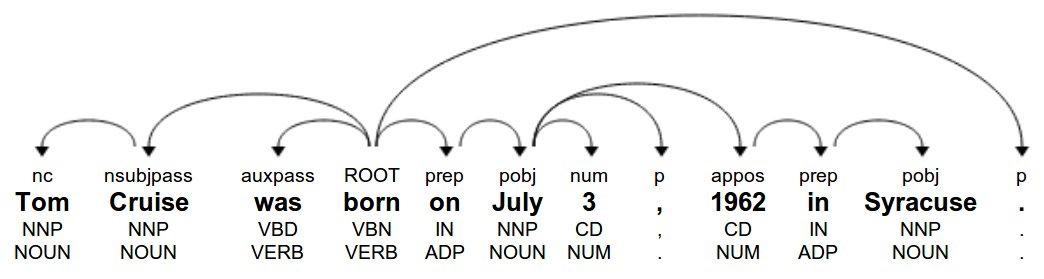 nc nsubjpass auxpass ROOT prep pobj num p appos prep pobj p
Tom Cruise was born on July 3 , 1962 in Syracuse .
NNP NNP VBD VBN IN NNP CD , CD IN NNP .
NOUN NOUN VERB VERB ADP NOUN NUM . NUM ADP NOUN .